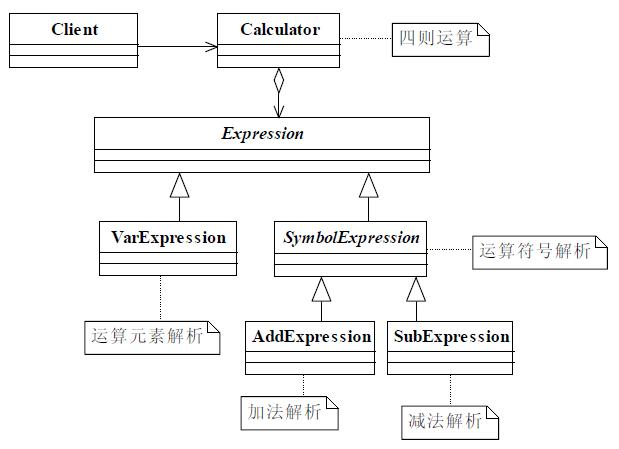 Client
Calculator
四则运算
Expression
VarExpression
SymbolExpression
运算符号解析
运算元素解析
AddExpression
SubExpression
加法解析
减法解析